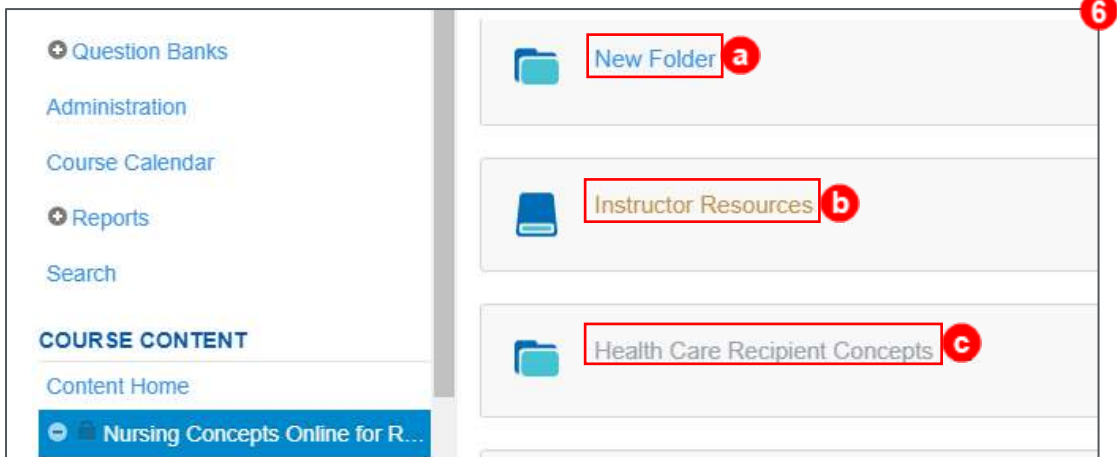 6
Question Banks
Administration
Course Calendar
Reports
Search
COURSE CONTENT
Content Home
Nursing Concepts Online for R...
New Folder a
Instructor Resources b
Health Care Recipient Concepts c